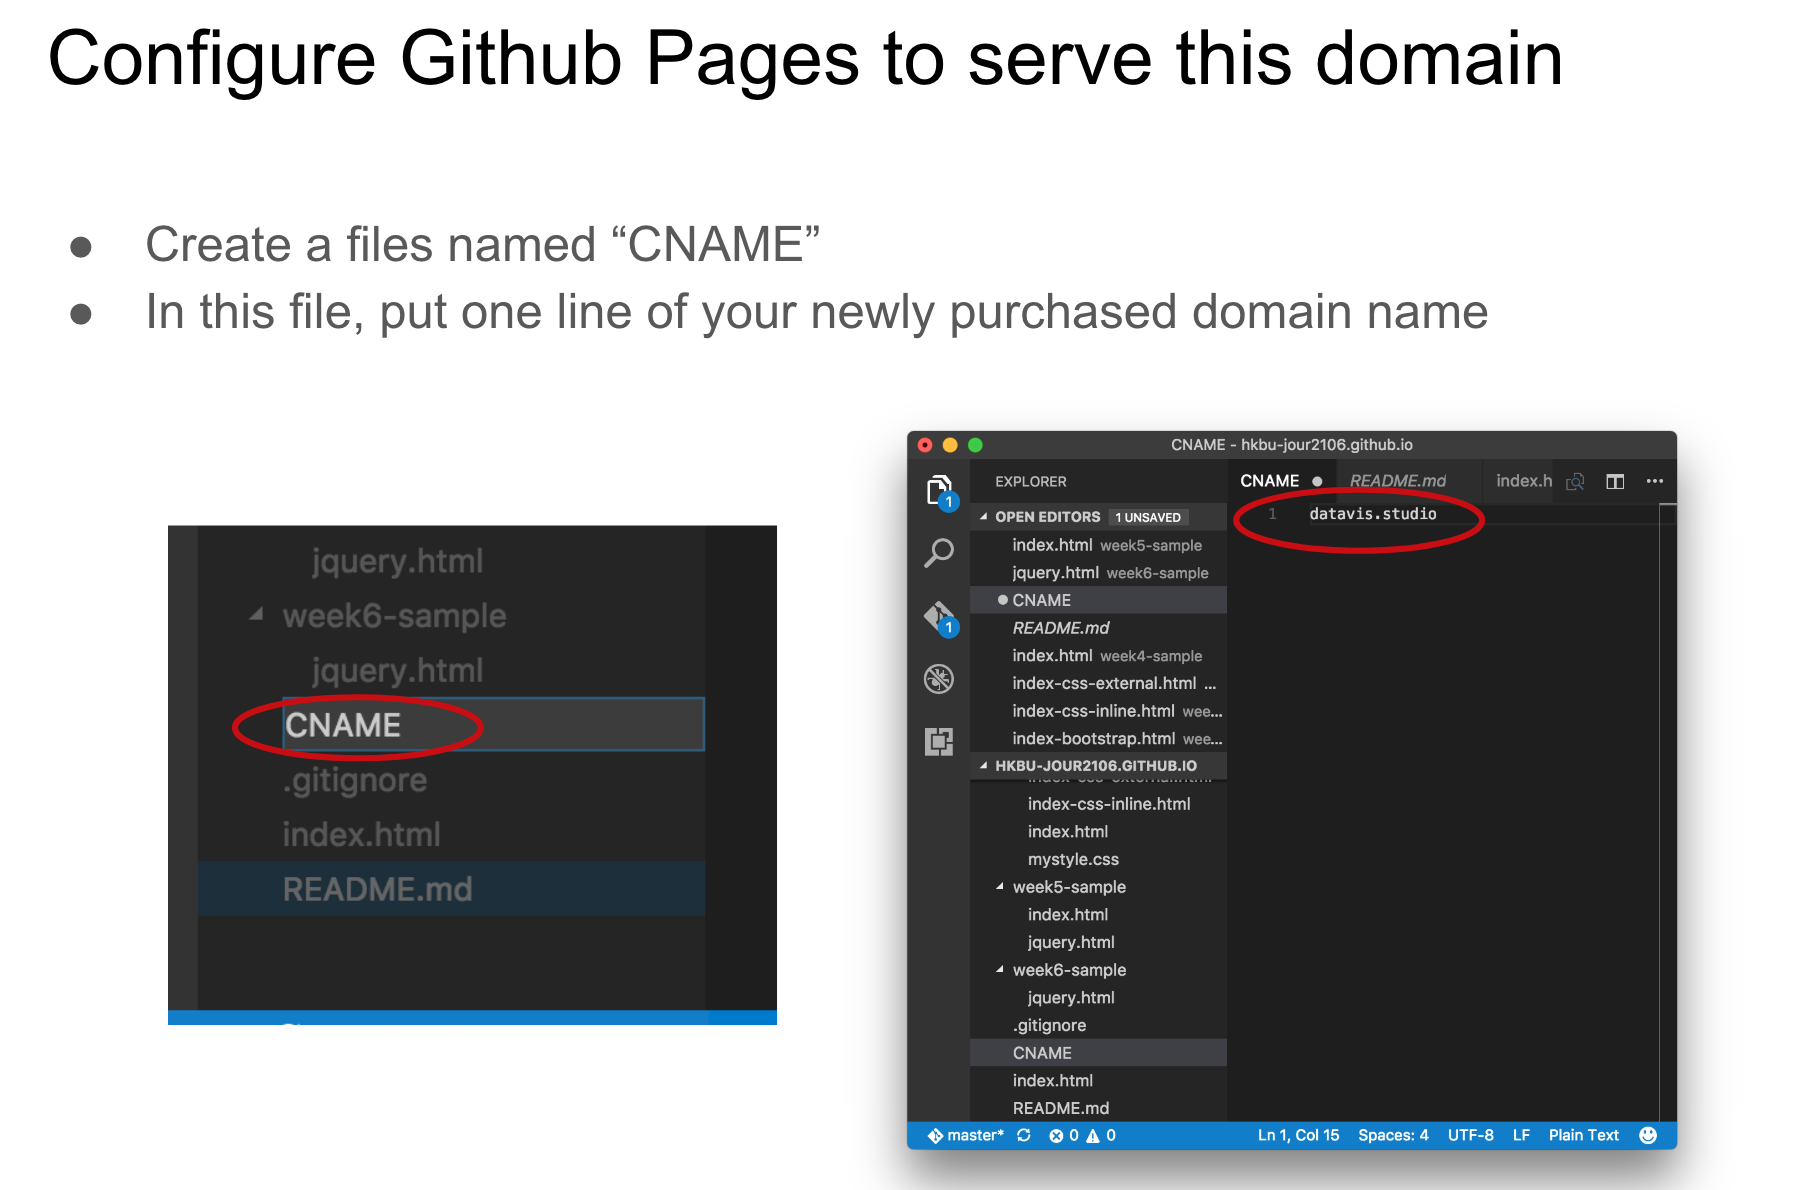 Configure Github Pages to serve this domain
● Create a files named “CNAME”
● In this file, put one line of your newly purchased domain name
jquery.html
week6-sample
jquery.html
CNAME
.gitignore
index.html
README.md
CNAME - hkbu-jour2106.github.io
EXPLORER
CNAME README.md index.h
1
OPEN EDITORS 1 UNSAVED
1 datavis.studio
index.html week5-sample
jquery.html week6-sample
CNAME
README.md
1
index.html week4-sample
index-css-external.html ...
index-css-inline.html wee...
index-bootstrap.html wee...
HKBU-JOUR2106.GITHUB.IO
index-css-external.html
index-css-inline.html
index.html
mystyle.css
week5-sample
index.html
jquery.html
week6-sample
jquery.html
.gitignore
CNAME
index.html
README.md
master* 0 0 Ln 1, Col 15 Spaces: 4 UTF-8 LF Plain Text